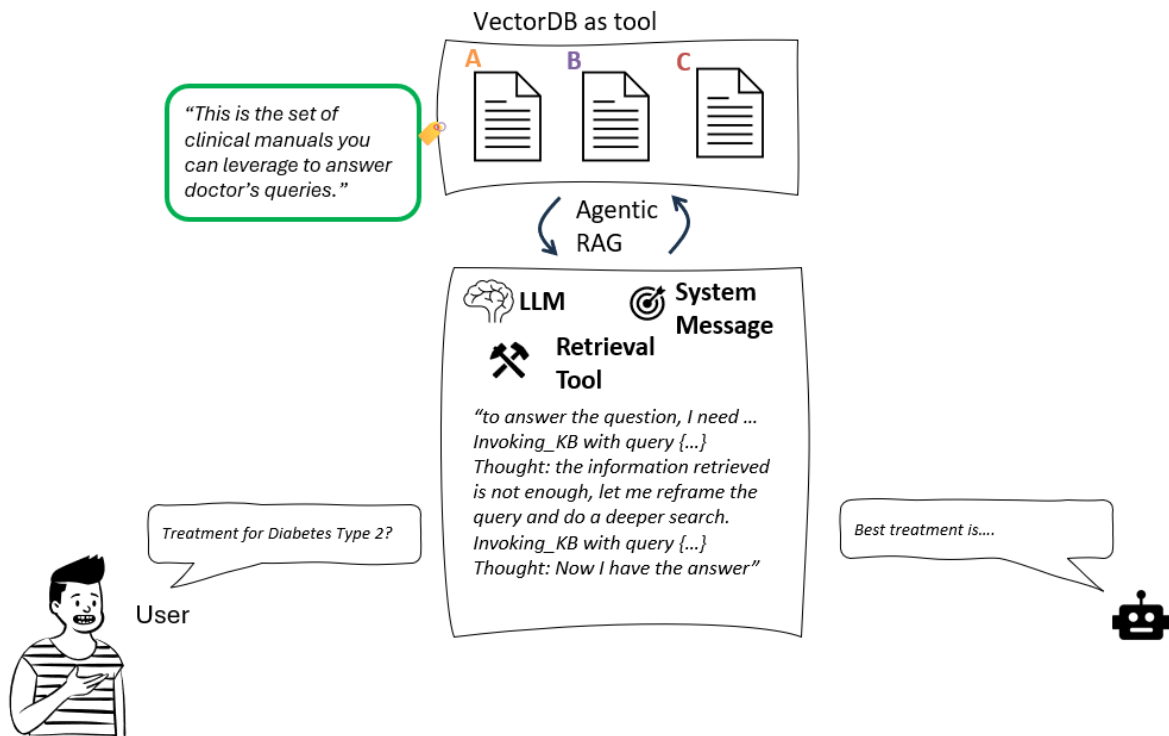 VectorDB as tool
A
B
C
“This is the set of
clinical manuals you
can leverage to answer
doctor’s queries.”
Agentic
RAG
LLM
System
Message
Retrieval
Tool
“to answer the question, I need …
Invoking_KB with query {…}
Thought: the information retrieved
is not enough, let me reframe the
query and do a deeper search.
Invoking_KB with query {…}
Thought: Now I have the answer”
Treatment for Diabetes Type 2?
User
Best treatment is….